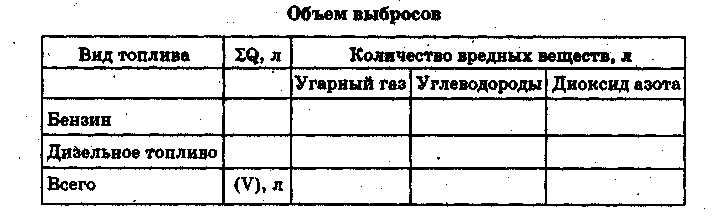 Объем выбросов
Вид топлива ΣQ, л Количество вредных веществ, л
Угарный газ Углеводороды Диоксид азота
Бензин
Дизельное топливо
Всего (V), л